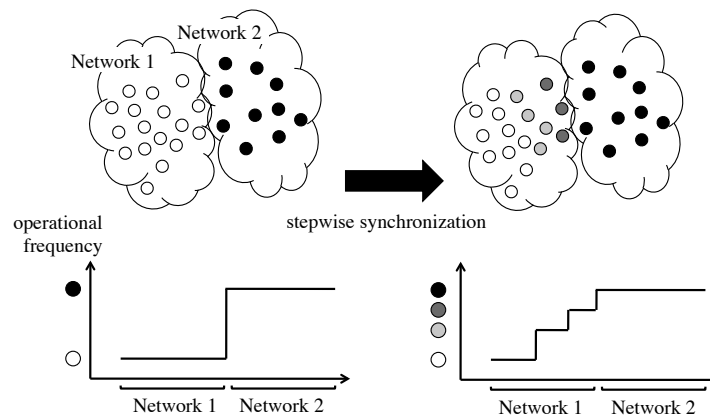 Network 2
Network 1
stepwise synchronization
operational
frequency
Network 1
Network 2
Network 1
Network 2